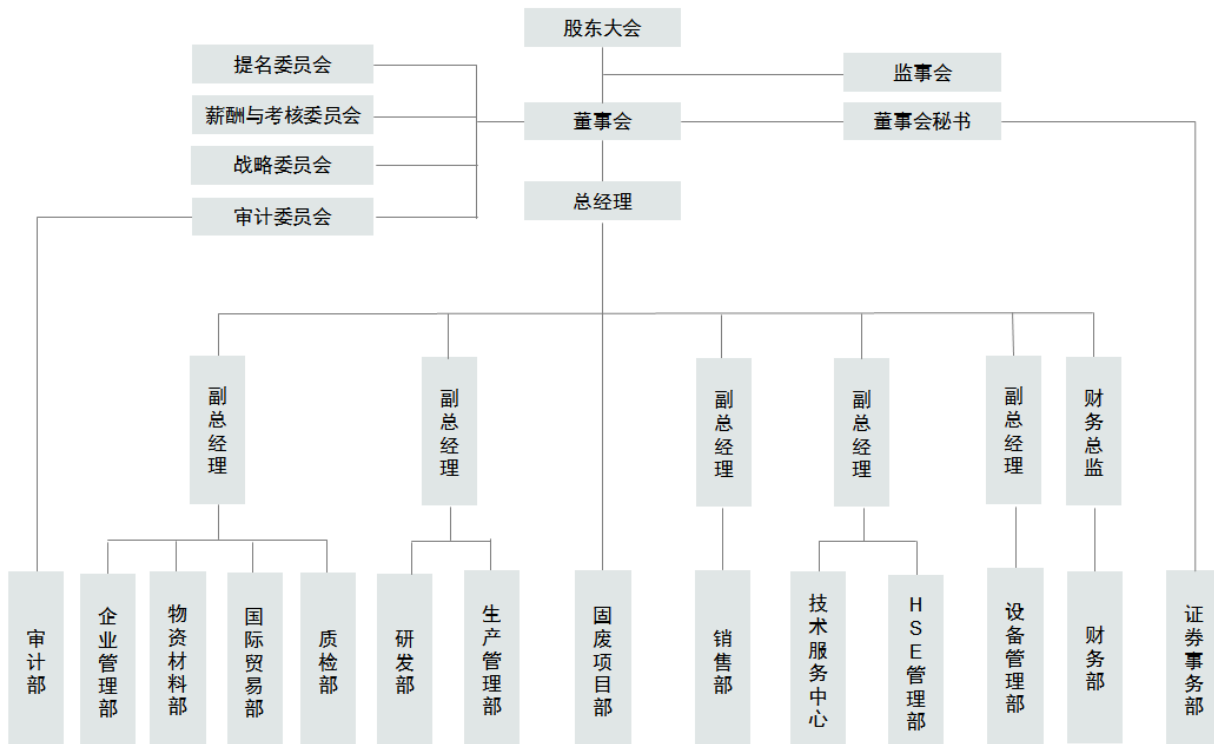 股东大会
提名委员会
监事会
薪酬与考核委员会
董事会
董事会秘书
战略委员会
总经理
审计委员会
副总经理
副总经理
副总经理
副总经理
副总经理
财务总监
审计部
企业管理部
物资材料部
国际贸易部
质检部
研发部
生产管理部
固废项目部
销售部
技术服务中心
HSE管理部
设备管理部
财务部
证券事务部